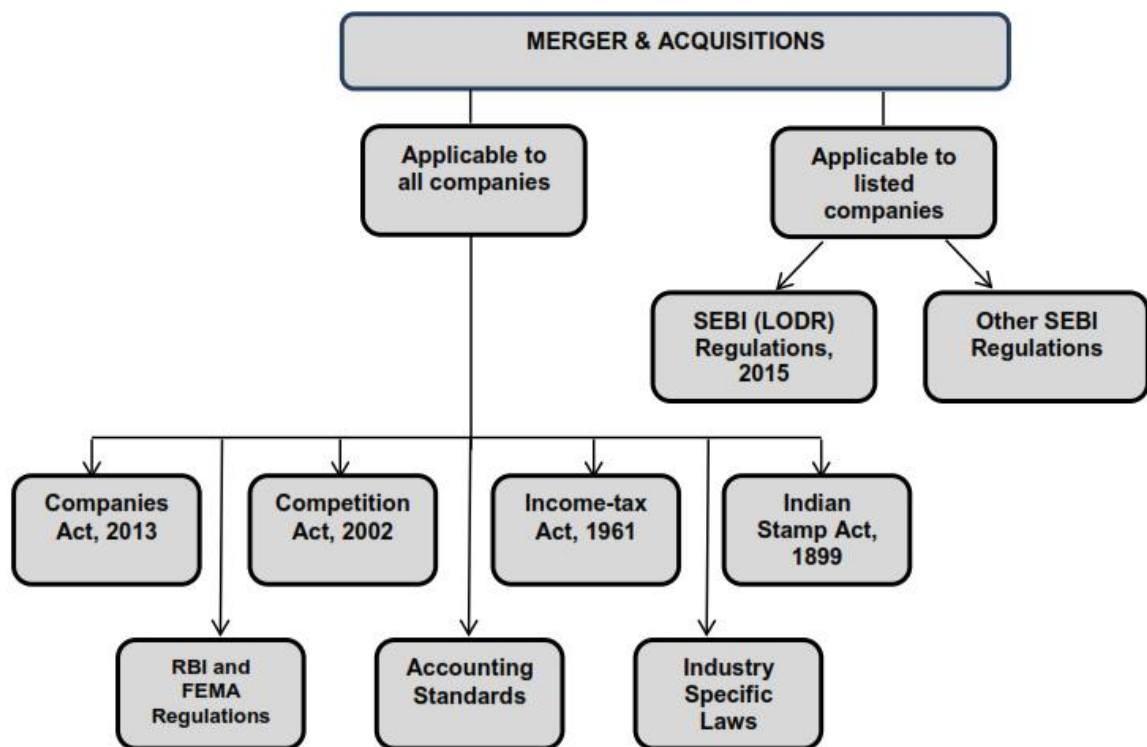 MERGER & ACQUISITIONS
Applicable to
all companies
Applicable to
listed
companies
SEBI (LODR)
Regulations,
2015
Other SEBI
Regulations
Companies
Act, 2013
Competition
Act, 2002
Income-tax
Act, 1961
Indian
Stamp Act,
1899
RBI and
FEMA
Regulations
Accounting
Standards
Industry
Specific
Laws